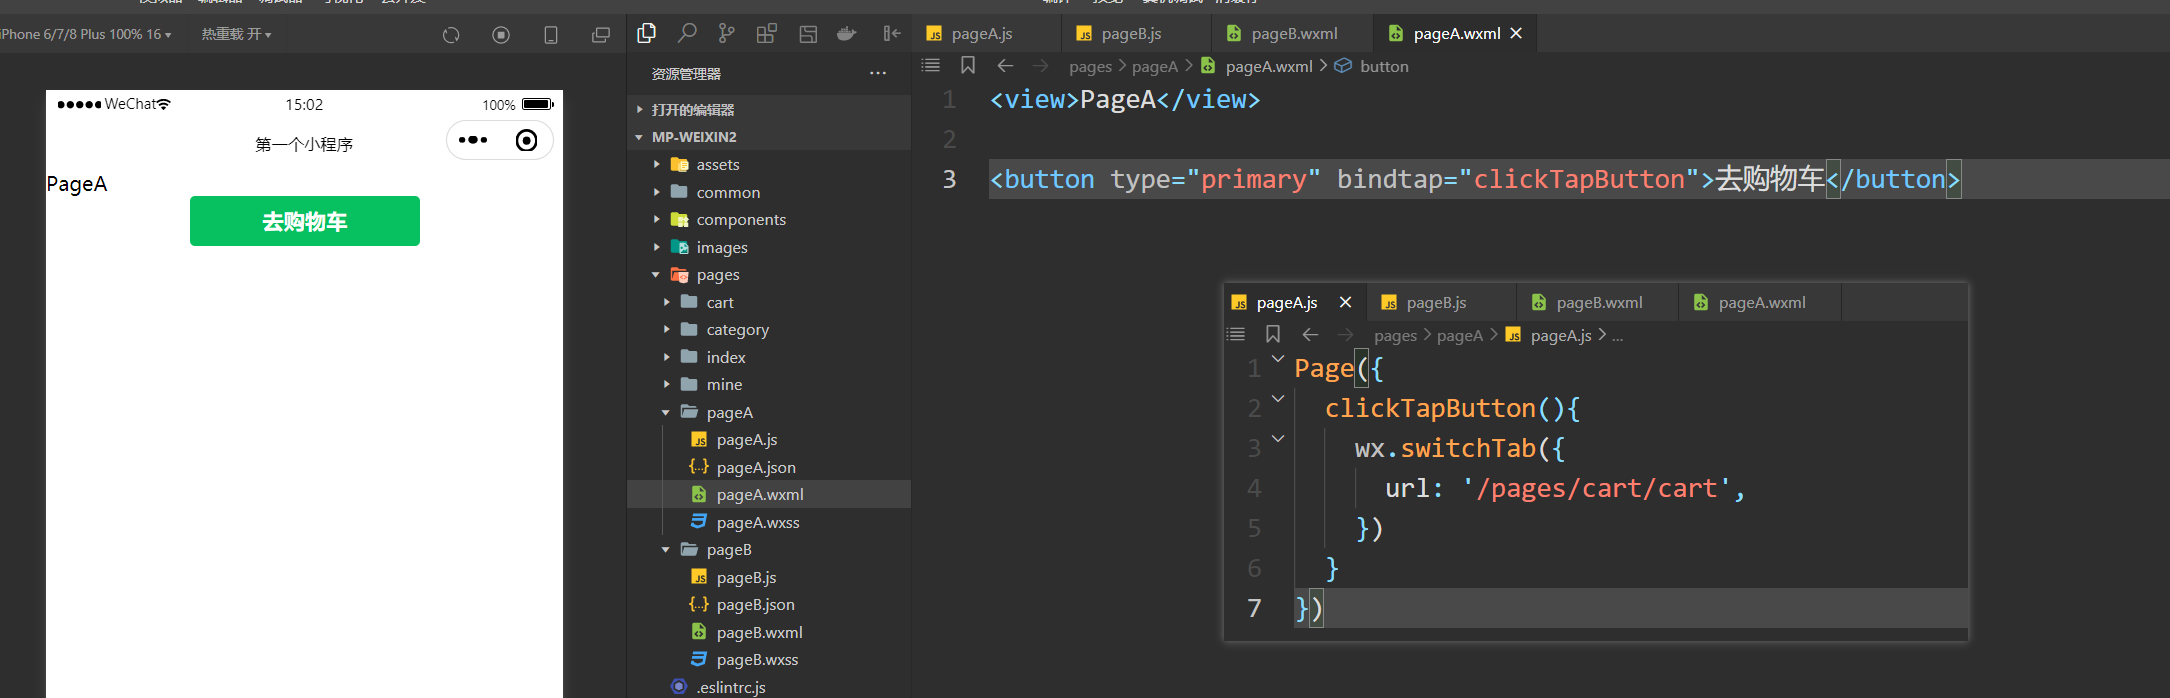 iPhone 6/7/8 Plus 100% 16
热重载 开
WeChat
15:02
100%
第一个小程序
PageA
去购物车
资源管理器
打开的编辑器
MP-WEIXIN2
assets
common
components
images
pages
cart
category
index
mine
pageA
pageA.js
pageA.json
pageA.wxml
pageA.wxss
pageB
pageB.js
pageB.json
pageB.wxml
pageB.wxss
.eslintrc.js
pageA.js pageB.js pageB.wxml pageA.wxml
pages > pageA > pageA.wxml > button
1 <view>PageA</view>
2
3 <button type="primary" bindtap="clickTapButton">去购物车</button>
pageA.js pageB.js pageB.wxml pageA.wxml
pages > pageA > pageA.js > ...
1 Page({
2 clickTapButton(){
3 wx.switchTab({
4 url: '/pages/cart/cart',
5 })
6 }
7 })